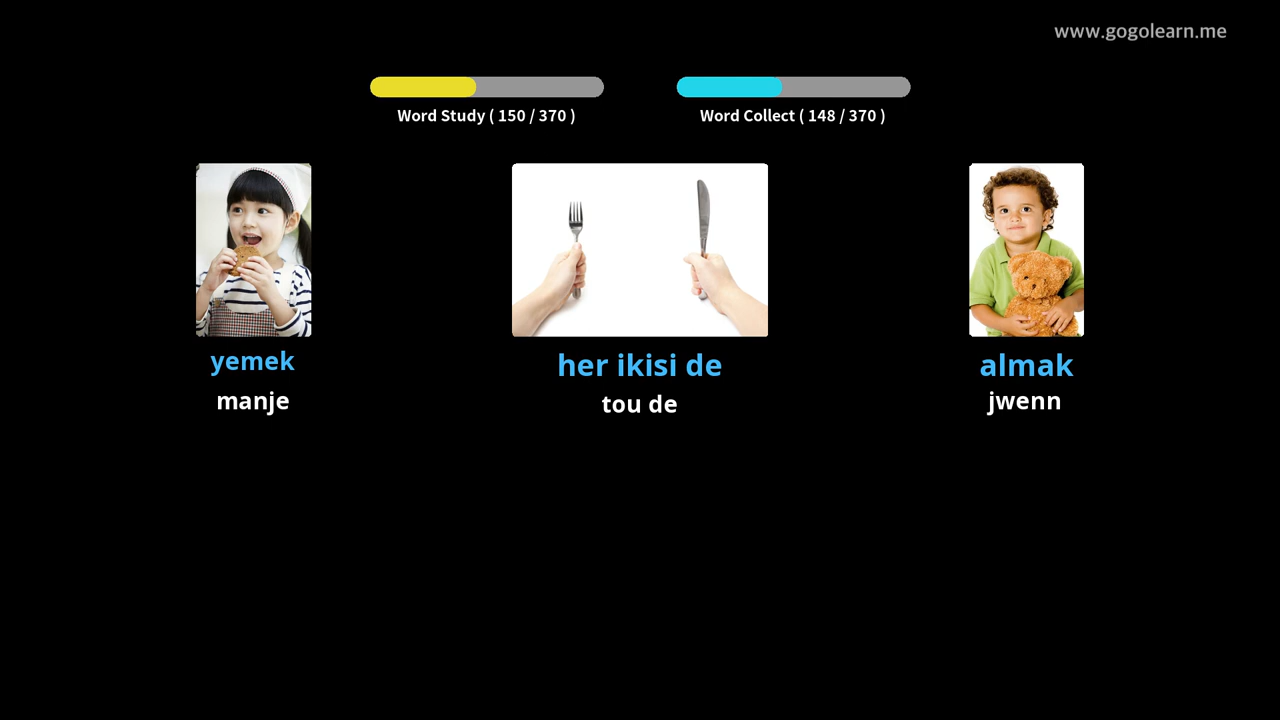 www.gogolearn.me
Word Study ( 150 / 370 )
Word Collect ( 148 / 370 )
yemek
manje
her ikisi de
tou de
almak
jwenn